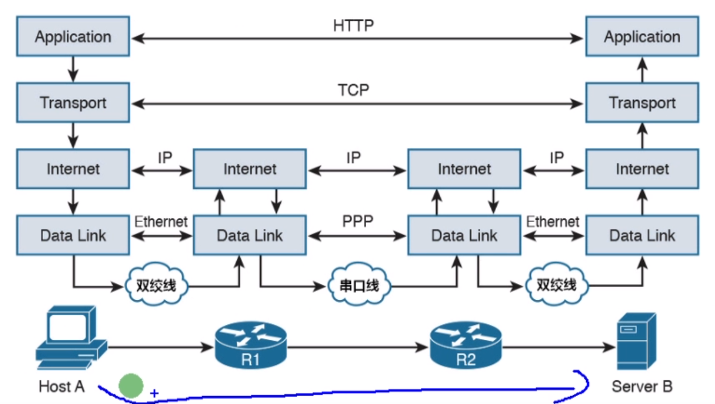 HTTP
Application Application
TCP
Transport Transport
IP IP IP
Internet Internet Internet Internet
Ethernet PPP Ethernet
Data Link Data Link Data Link Data Link
双绞线 串口线 双绞线
R1 R2
Host A Server B